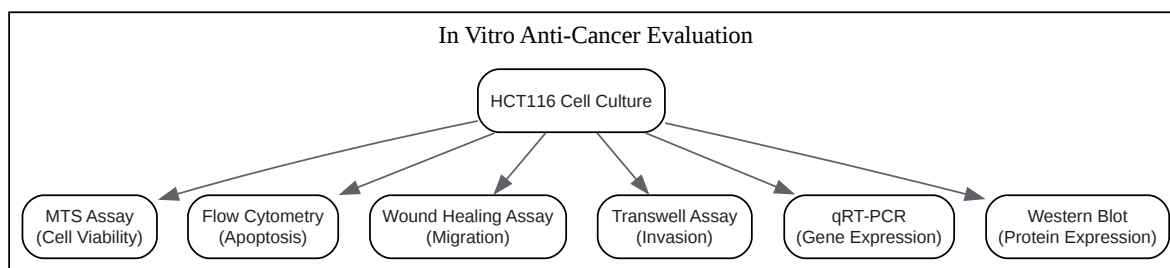 In Vitro Anti-Cancer Evaluation
HCT116 Cell Culture
MTS Assay
(Cell Viability)
Flow Cytometry
(Apoptosis)
Wound Healing Assay
(Migration)
Transwell Assay
(Invasion)
qRT-PCR
(Gene Expression)
Western Blot
(Protein Expression)